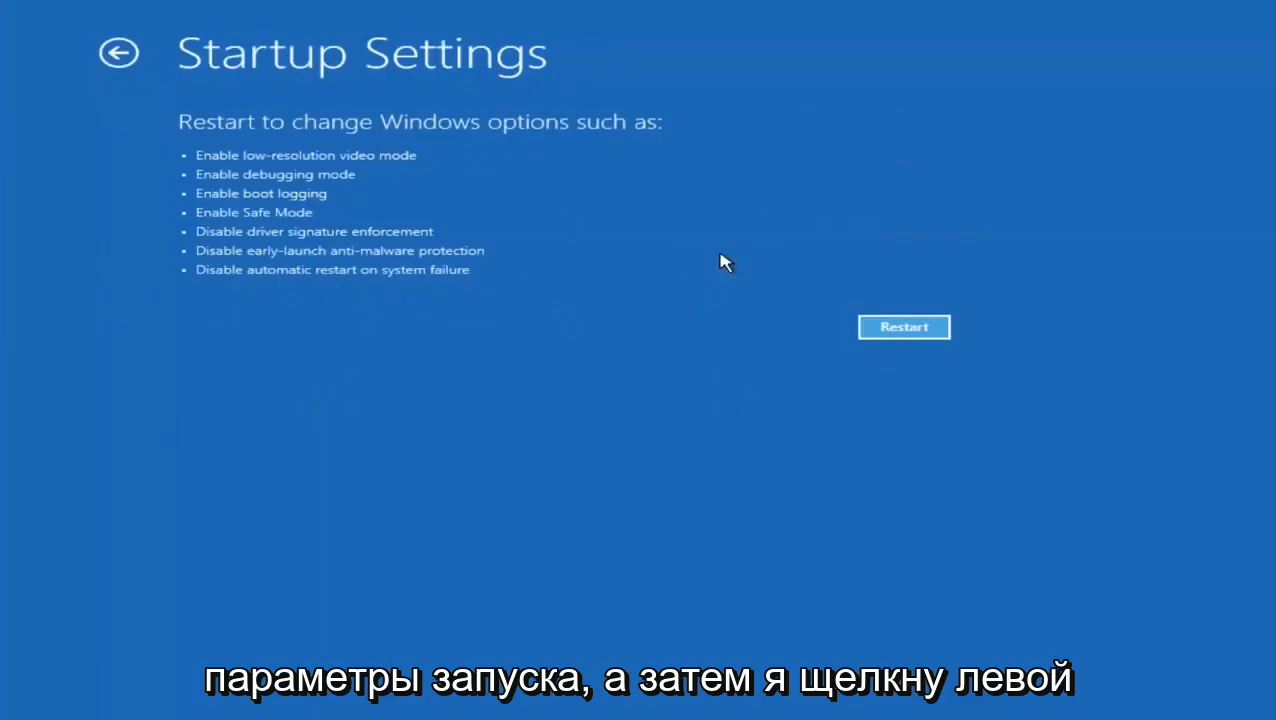 Startup Settings
Restart to change Windows options such as:
• Enable low-resolution video mode
• Enable debugging mode
• Enable boot logging
• Enable Safe Mode
• Disable driver signature enforcement
• Disable early-launch anti-malware protection
• Disable automatic restart on system failure
Restart
параметры запуска, а затем я щелкну левой